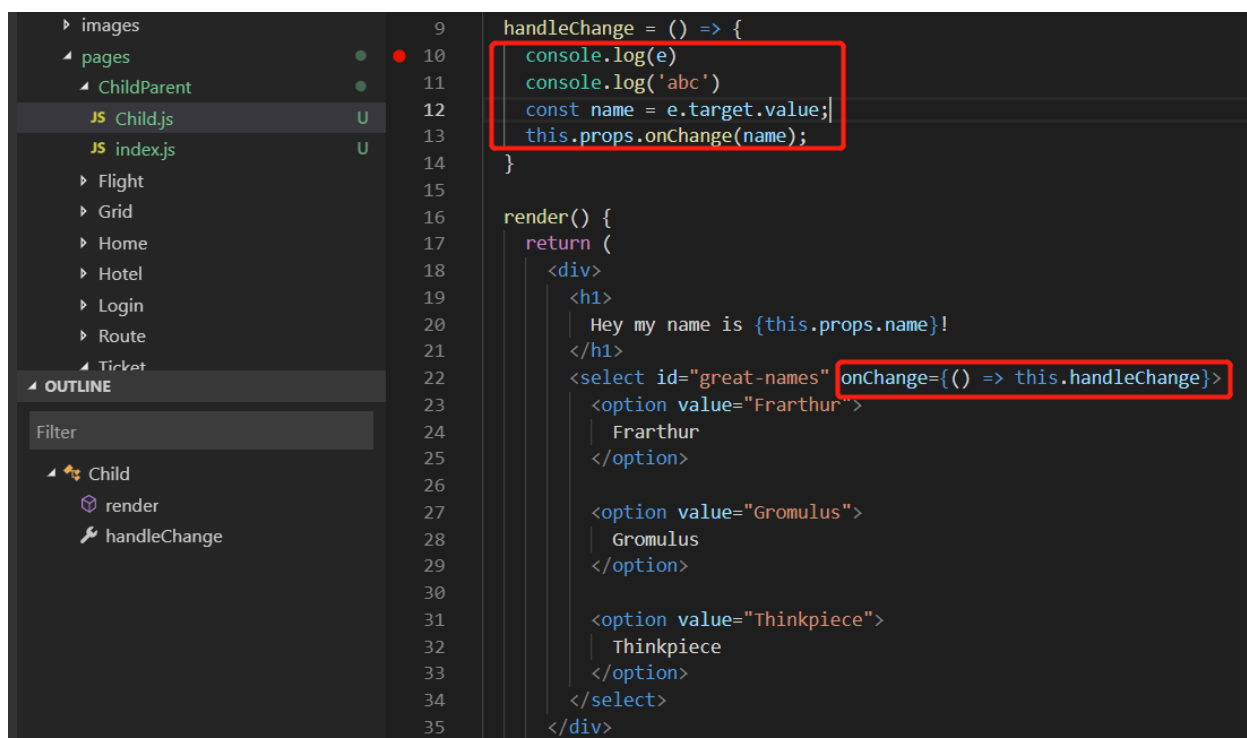 images
pages
ChildParent
JS Child.js U
JS index.js U
Flight
Grid
Home
Hotel
Login
Route
Ticket
OUTLINE
Filter
Child
render
handleChange
9 handleChange = () => {
10 console.log(e)
11 console.log('abc')
12 const name = e.target.value;
13 this.props.onChange(name);
14 }
15
16 render() {
17 return (
18 <div>
19 <h1>
20 Hey my name is {this.props.name}!
21 </h1>
22 <select id="great-names" onChange={() => this.handleChange}>
23 <option value="Frarthur">
24 Frarthur
25 </option>
26
27 <option value="Gromulus">
28 Gromulus
29 </option>
30
31 <option value="Thinkpiece">
32 Thinkpiece
33 </option>
34 </select>
35 </div>